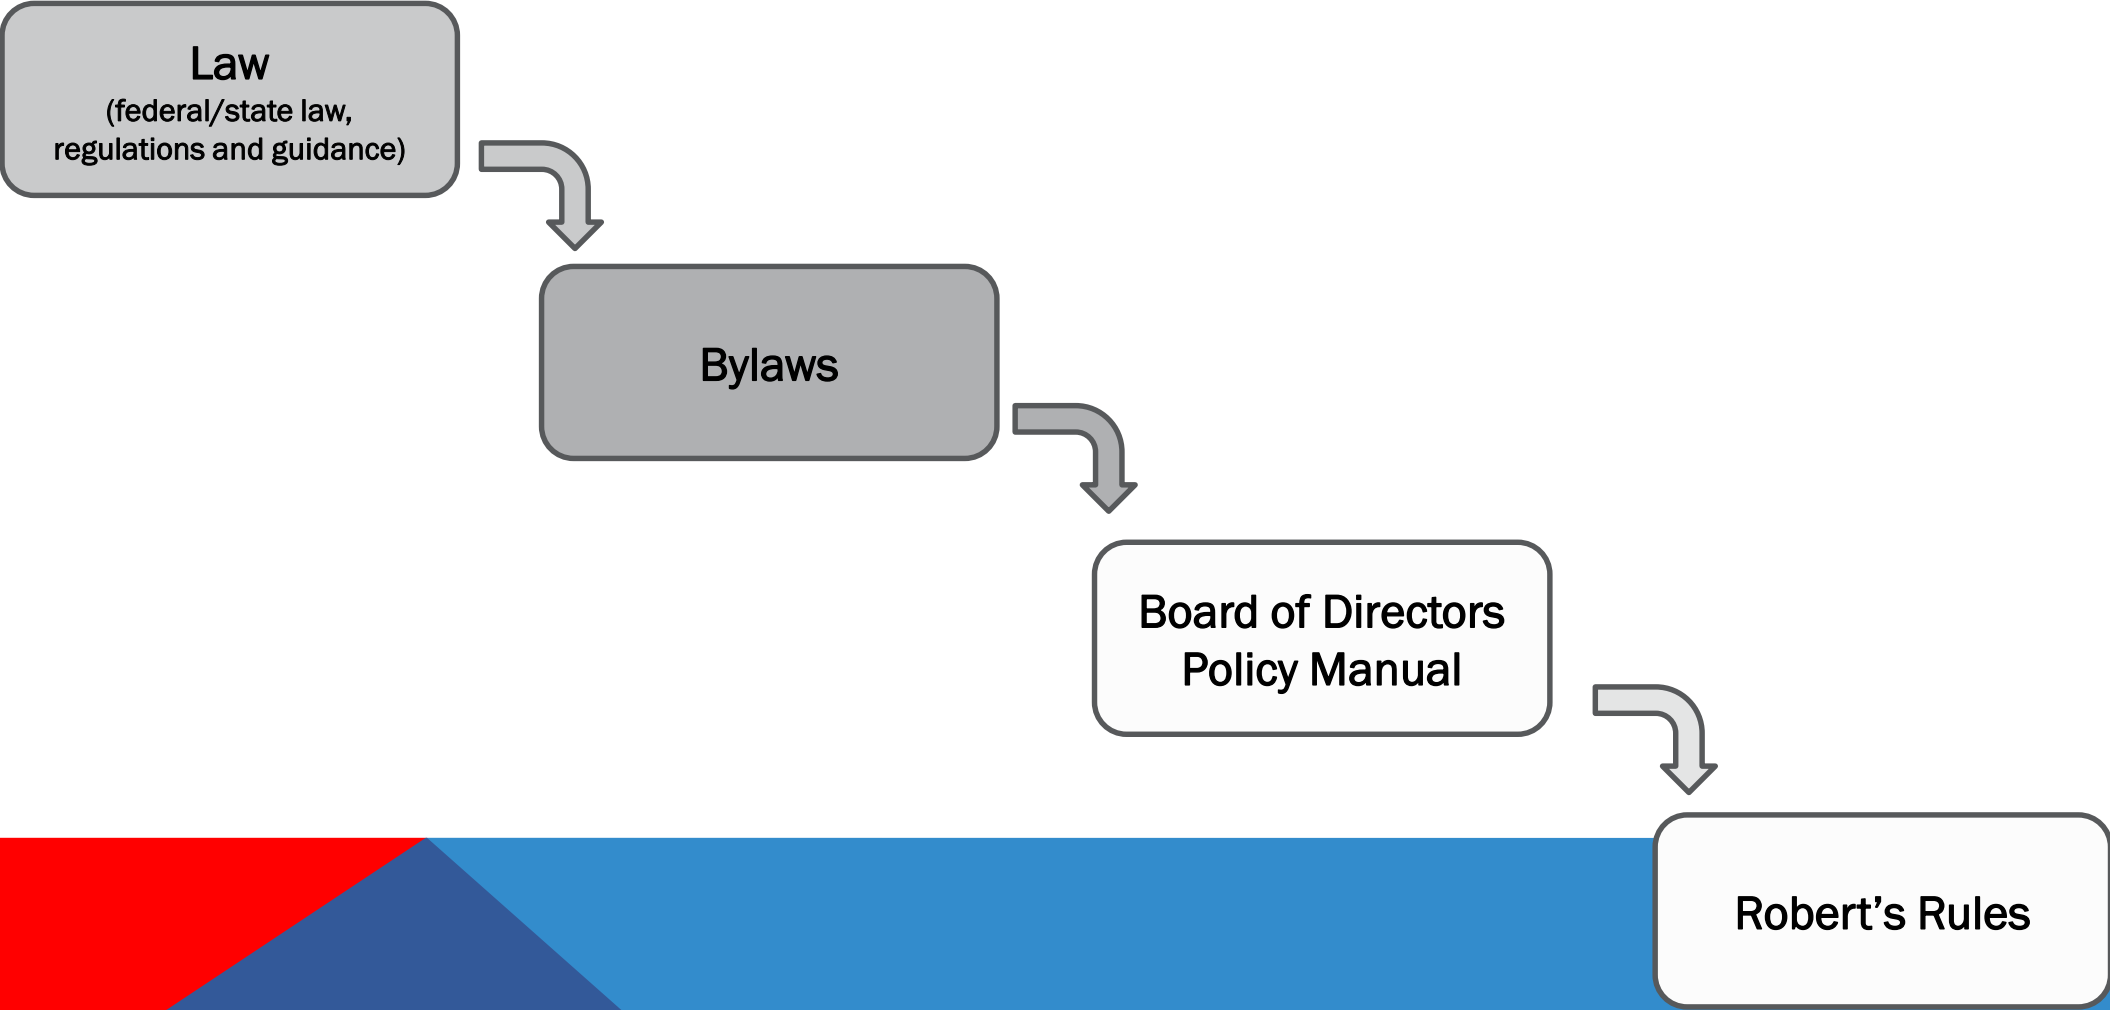 Law
(federal/state law,
regulations and guidance)
Bylaws
Board of Directors
Policy Manual
Robert’s Rules